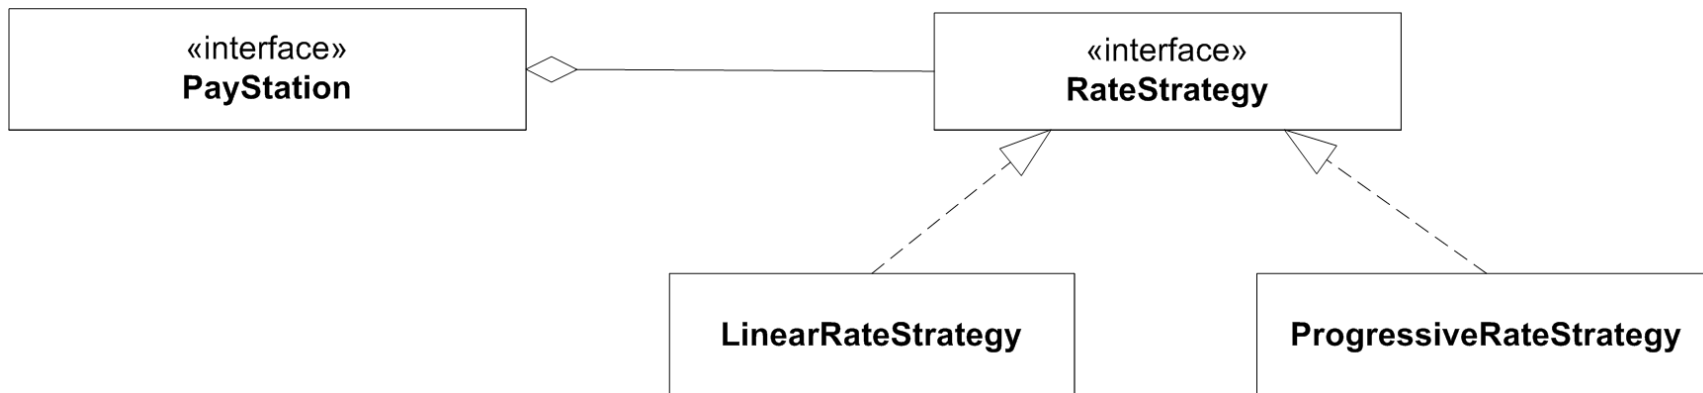 «interface»
PayStation
«interface»
RateStrategy
LinearRateStrategy
ProgressiveRateStrategy